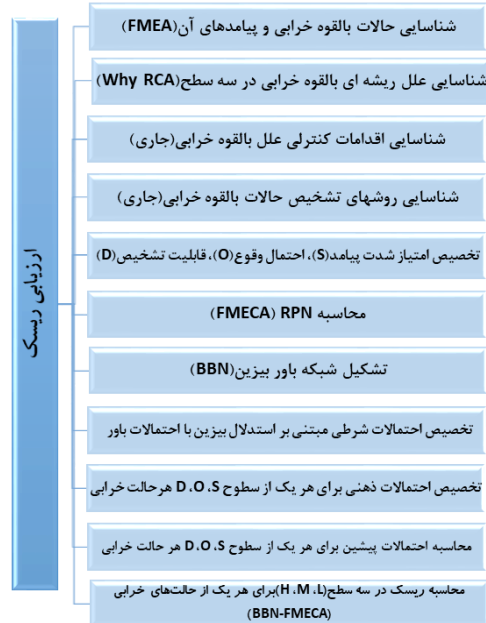 ارزیابی ریسک
شناسایی حالات بالقوه خرابی و پیامدهای آن(FMEA)
شناسایی علل ریشه ای بالقوه خرابی در سه سطح(Why RCA)
شناسایی اقدامات کنترلی علل بالقوه خرابی(جاری)
شناسایی روشهای تشخیص حالات بالقوه خرابی(جاری)
تخصیص امتیاز شدت پیامد(S)، احتمال وقوع(O)، قابلیت تشخیص(D)
محاسبه RPN (FMECA)
تشکیل شبکه باور بیزین(BBN)
تخصیص احتمالات شرطی مبتنی بر استدلال بیزین با احتمالات باور
تخصیص احتمالات ذهنی برای هر یک از سطوح D،O،S هرحالت خرابی
محاسبه احتمالات پیشین برای هر یک از سطوح D،O،S هر حالت خرابی
محاسبه ریسک در سه سطح(H،M،L)برای هر یک از حالت‌های خرابی
(BBN-FMECA)